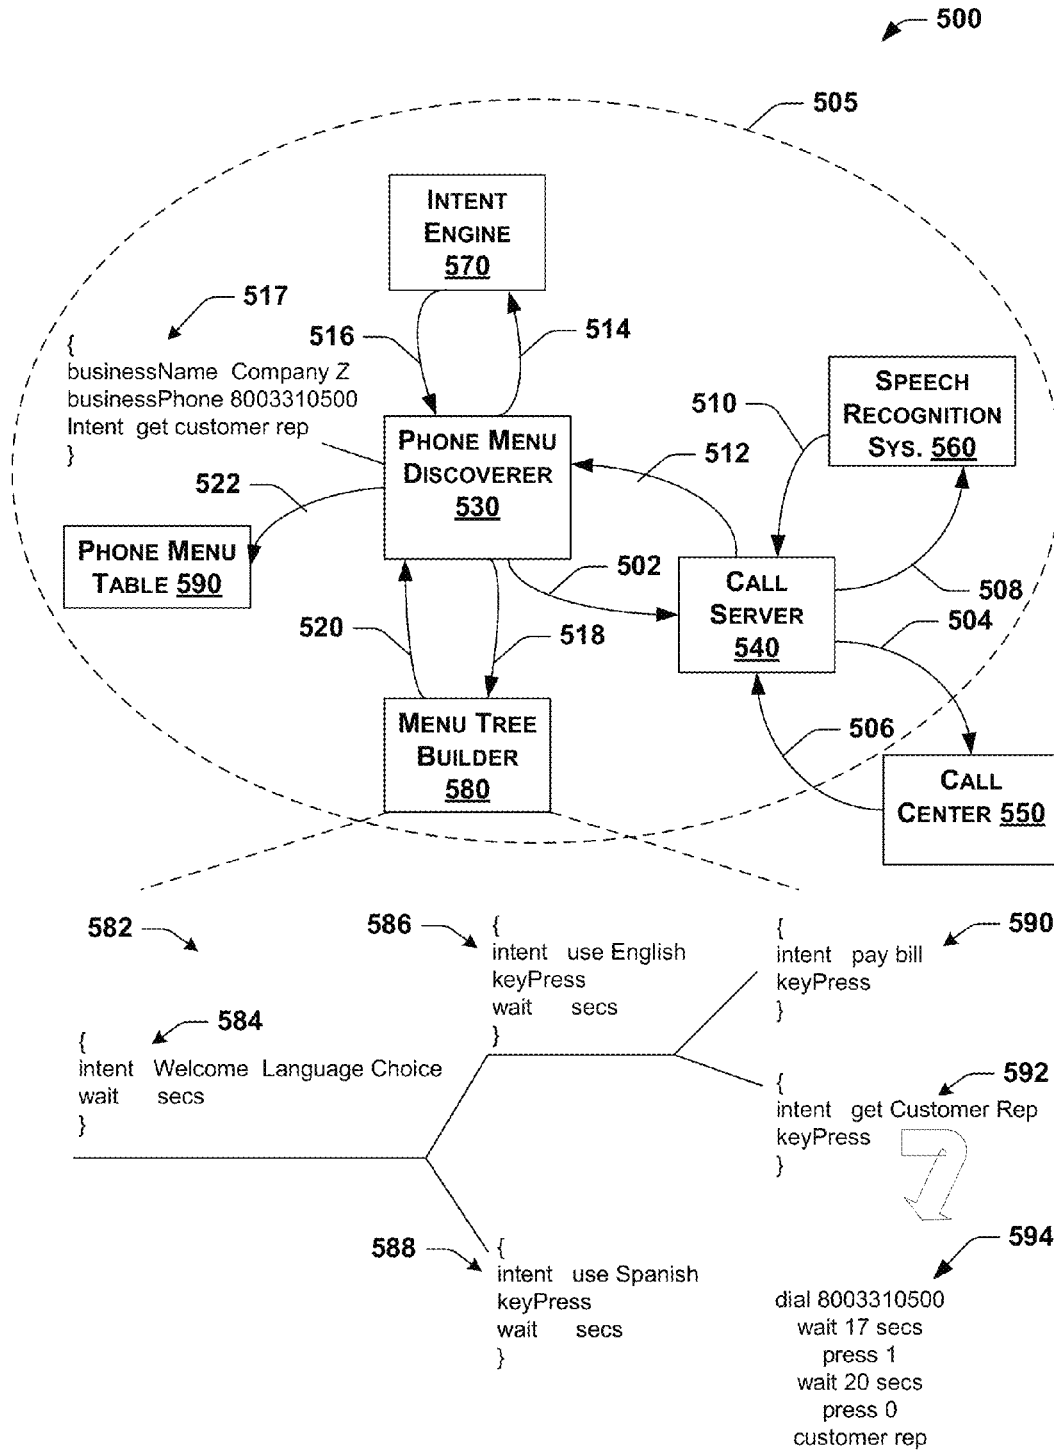 500
505
INTENT
ENGINE
570
517
{
businessName Company Z
businessPhone 8003310500
Intent get customer rep
}
516
514
SPEECH
RECOGNITION
SYS. 560
510
512
PHONE MENU
DISCOVERER
530
522
PHONE MENU
TABLE 590
502
CALL
SERVER
540
508
504
520
518
506
MENU TREE
BUILDER
580
CALL
CENTER 550
582
586
{
intent use English
keyPress
wait secs
}
590
{
intent pay bill
keyPress
}
584
{
intent Welcome Language Choice
wait secs
}
592
{
intent get Customer Rep
keyPress
}
588
{
intent use Spanish
keyPress
wait secs
}
594
dial 8003310500
wait 17 secs
press 1
wait 20 secs
press 0
customer rep